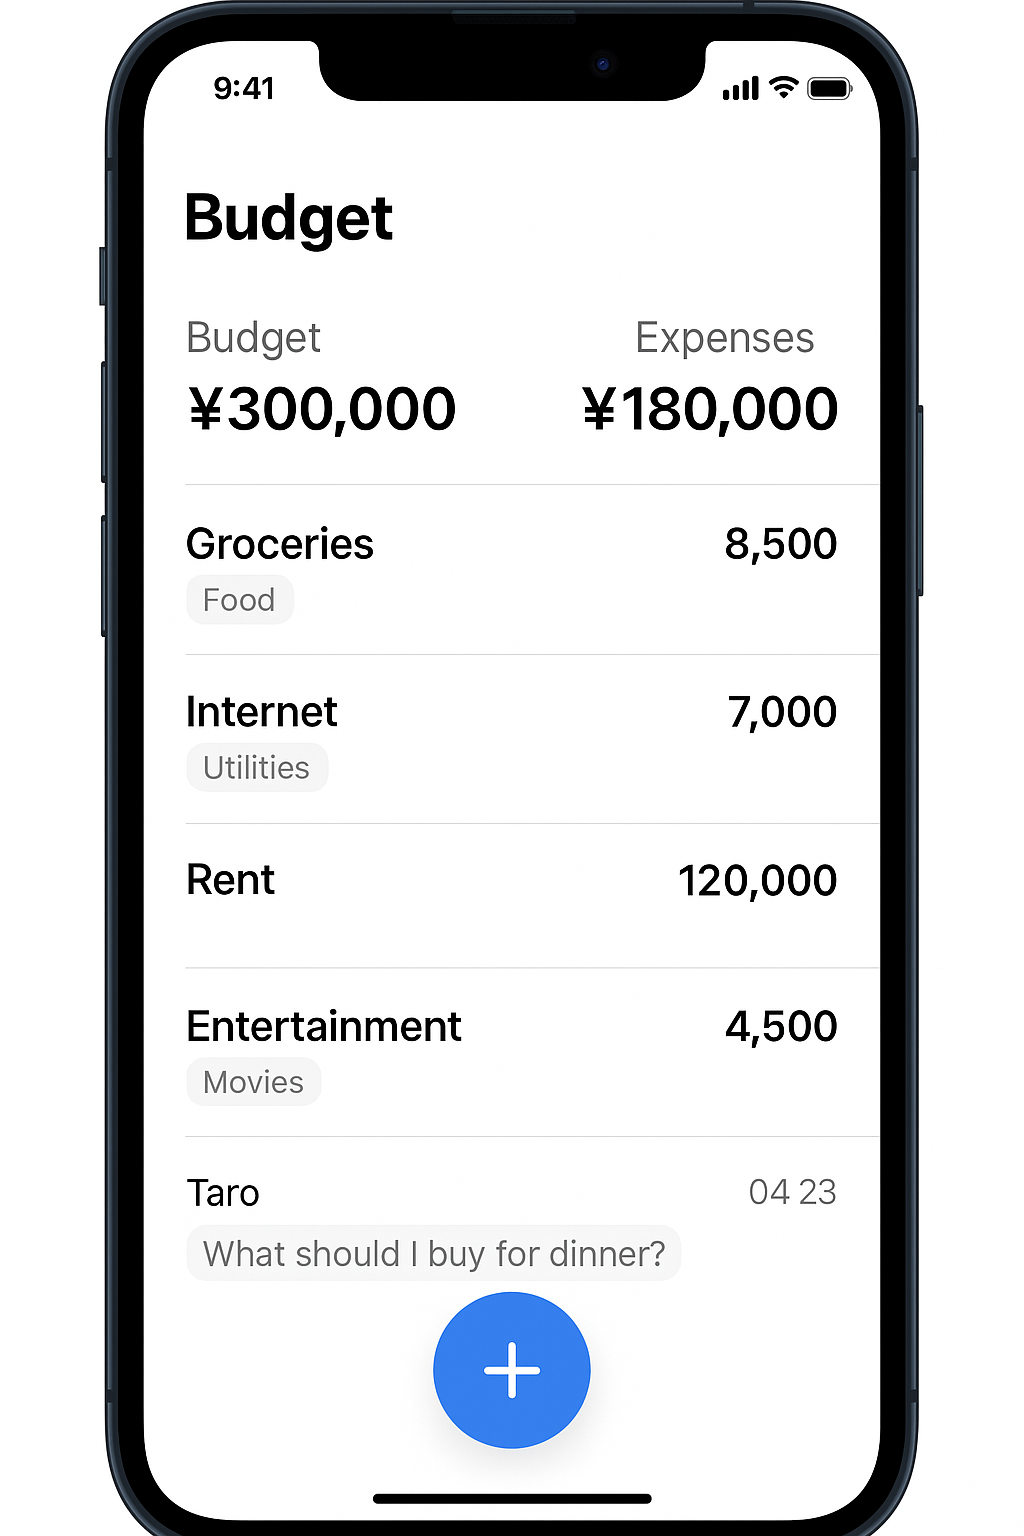 9:41
Budget
Budget Expenses
¥300,000 ¥180,000
Groceries 8,500
Food
Internet 7,000
Utilities
Rent 120,000
Entertainment 4,500
Movies
Taro 04 23
What should I buy for dinner?